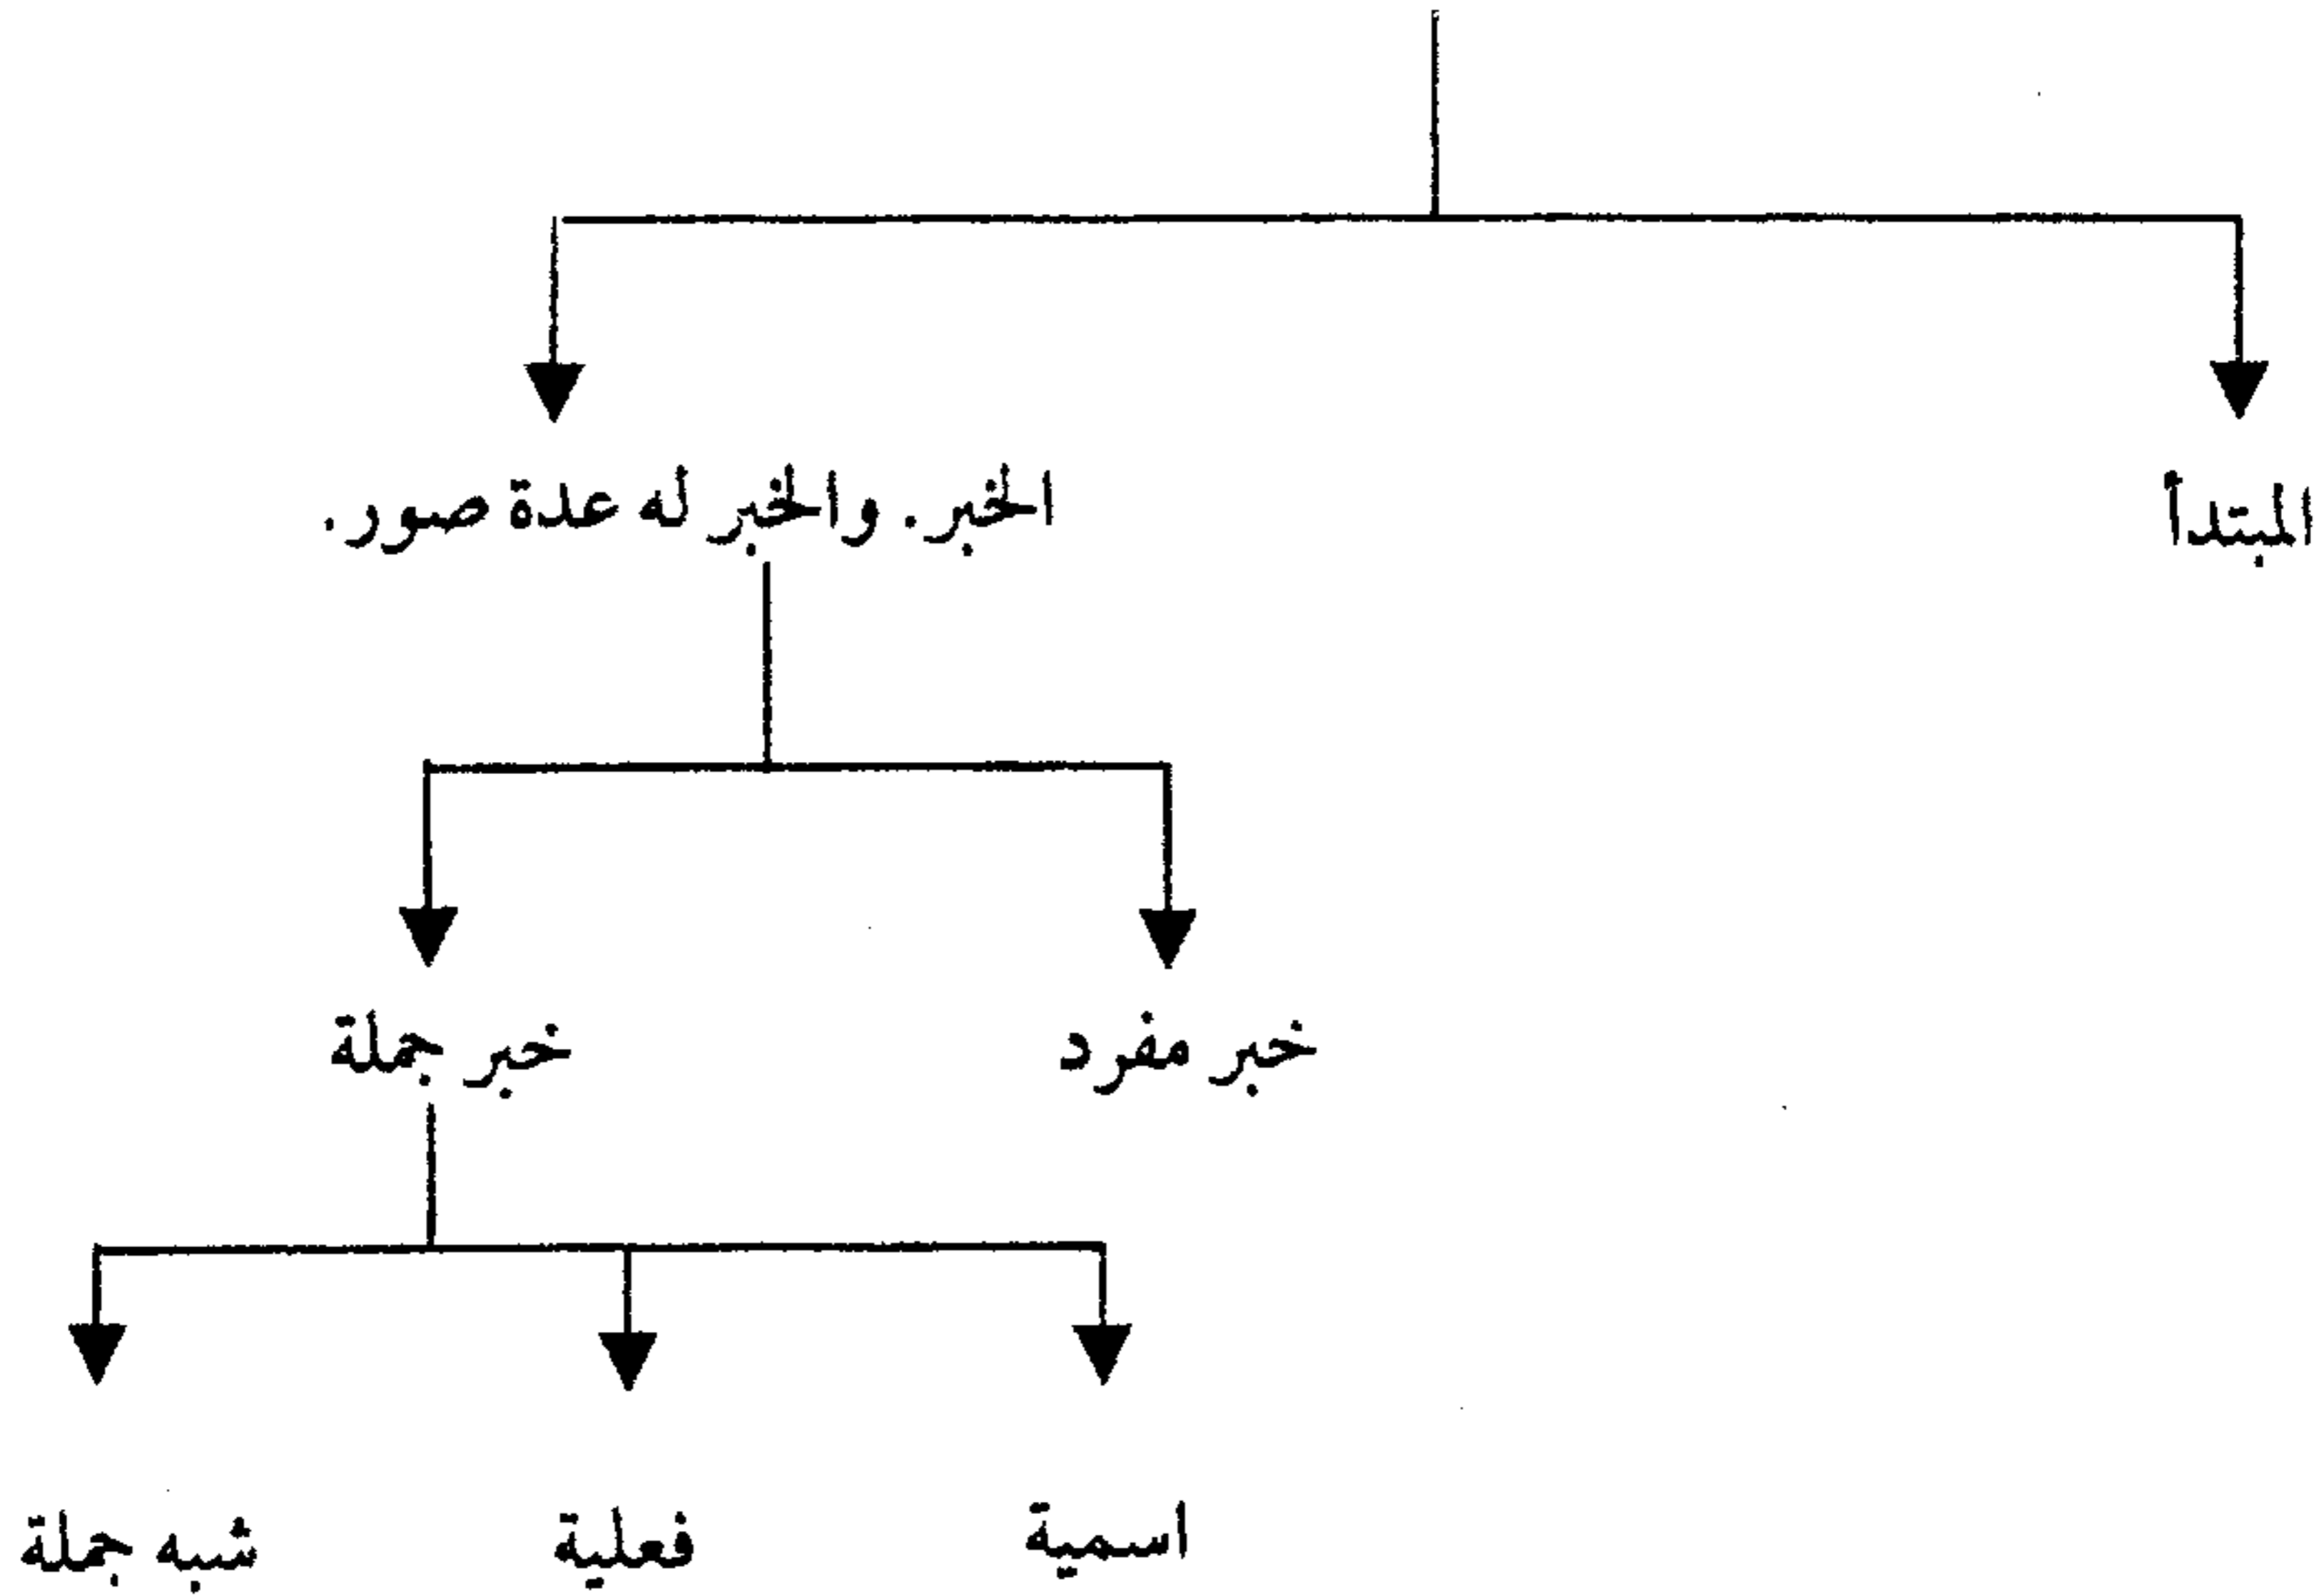 المبتدأ
الخبر. والخبر له عدة صور.
خبر مفرد
خبر جملة
اسمية
فعلية
شبه جملة